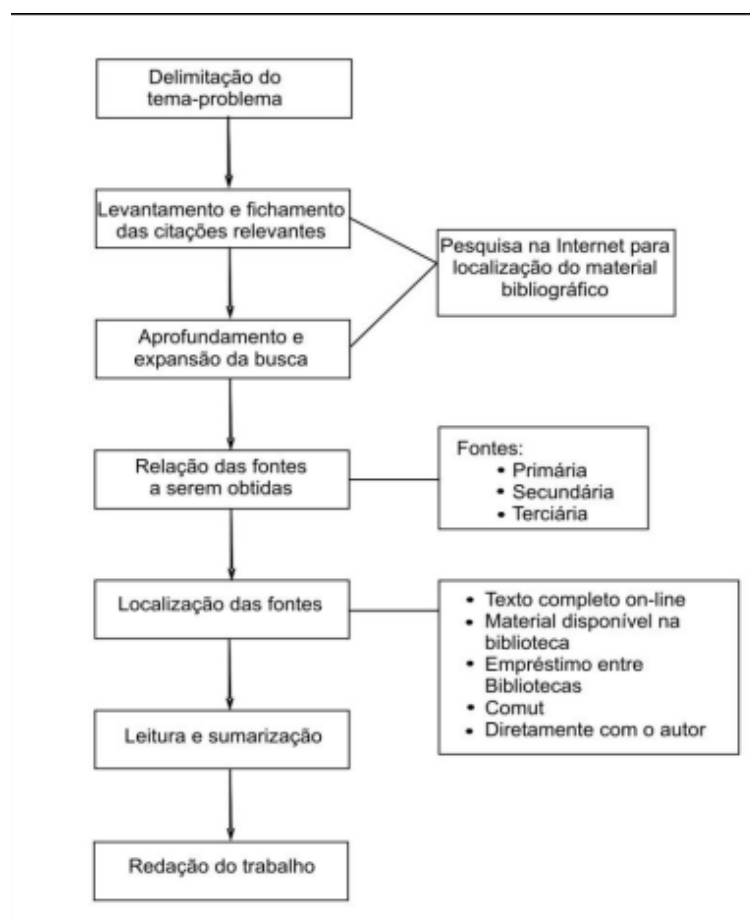 Delimitação do
tema-problema
Levantamento e fichamento
das citações relevantes
Pesquisa na Internet para
localização do material
bibliográfico
Aprofundamento e
expansão da busca
Relação das fontes
a serem obtidas
Fontes:
• Primária
• Secundária
• Terciária
Localização das fontes
• Texto completo on-line
• Material disponível na
biblioteca
• Empréstimo entre
Bibliotecas
• Comut
• Diretamente com o autor
Leitura e sumarização
Redação do trabalho